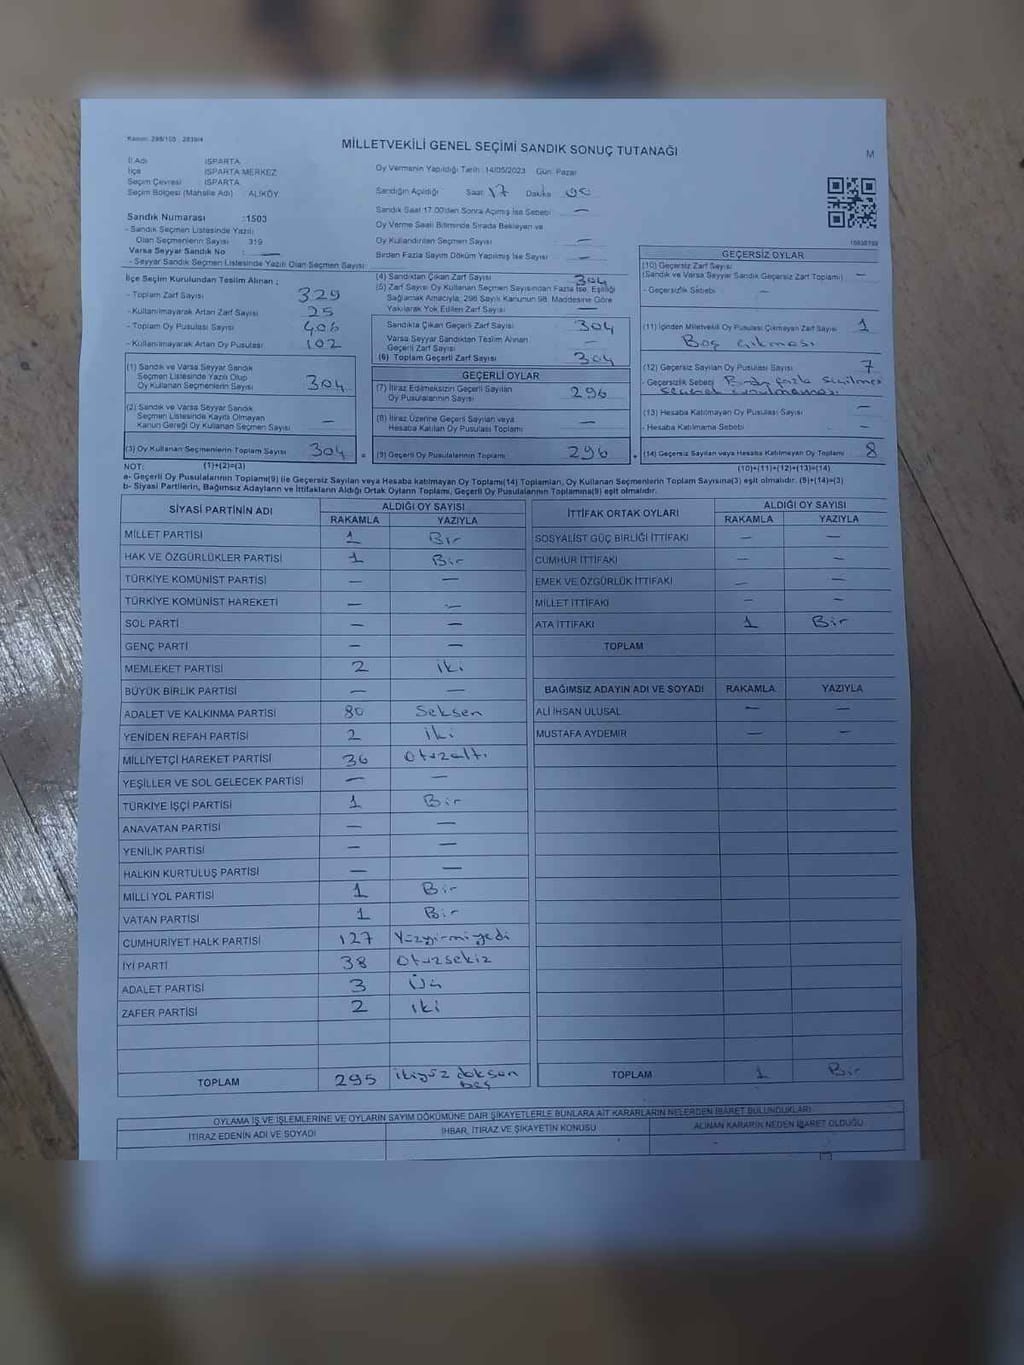 Kanun: 298/105 - 2839/4
MİLLETVEKİLİ GENEL SEÇİMİ SANDIK SONUÇ TUTANAĞI
M
İl Adı ISPARTA
İlçe ISPARTA MERKEZ
Seçim Çevresi ISPARTA
Seçim Bölgesi (Mahalle Adı) ALİKÖY
Sandık Numarası :1503
- Sandık Seçmen Listesinde Yazılı
Olan Seçmenlerin Sayısı 319
Varsa Seyyar Sandık No : —
- Seyyar Sandık Seçmen Listesinde Yazılı Olan Seçmen Sayısı
Oy Vermenin Yapıldığı Tarih: 14/05/2023 Gün: Pazar
Sandığın Açıldığı Saat 17 Dakika
Sandık Saat 17.00'den Sonra Açılmış İse Sebebi —
Oy Verme Saati Bitiminde Sırada Bekleyen ve
Oy Kullandırılan Seçmen Sayısı —
Birden Fazla Sayım Döküm Yapılmış İse Sayısı —
İlçe Seçim Kurulundan Teslim Alınan ;
- Toplam Zarf Sayısı 329
- Kullanılmayarak Artan Zarf Sayısı 25
- Toplam Oy Pusulası Sayısı 406
- Kullanılmayarak Artan Oy Pusulası 102
(1) Sandık ve Varsa Seyyar Sandık
Seçmen Listesinde Yazılı Olup
Oy Kullanan Seçmenlerin Sayısı 304
(2) Sandık ve Varsa Seyyar Sandık
Seçmen Listesinde Kayıtlı Olmayan
Kanun Gereği Oy Kullanan Seçmen Sayısı —
(3) Oy Kullanan Seçmenlerin Toplam Sayısı 304
(4) Sandıktan Çıkan Zarf Sayısı 304
(5) Zarf Sayısı Oy Kullanan Seçmen Sayısından Fazla İse, Eşitliği
Sağlamak Amacıyla, 298 Sayılı Kanunun 98. Maddesine Göre
Yakılarak Yok Edilen Zarf Sayısı —
Sandıkta Çıkan Geçerli Zarf Sayısı 304
Varsa Seyyar Sandıktan Teslim Alınan
Geçerli Zarf Sayısı —
(6) Toplam Geçerli Zarf Sayısı 304
GEÇERLİ OYLAR
(7) İtiraz Edilmeksizin Geçerli Sayılan
Oy Pusulasının Sayısı 296
(8) İtiraz Üzerine Geçerli Sayılan veya
Hesaba Katılan Oy Pusulası Toplamı —
= (9) Geçerli Oy Pusulalarının Toplamı 296
GEÇERSİZ OYLAR
(10) Geçersiz Zarf Sayısı
(Sandık ve Varsa Seyyar Sandık Geçersiz Zarf Toplamı) —
- Geçersizlik Sebebi —
(11) İçinden Milletvekili Oy Pusulası Çıkmayan Zarf Sayısı 1
Boş çıkması
(12) Geçersiz Sayılan Oy Pusulası Sayısı 7
- Geçersizlik Sebebi fazla
(13) Hesaba Katılmayan Oy Pusulası Sayısı —
- Hesaba Katılmama Sebebi —
+ (14) Geçersiz Sayılan veya Hesaba Katılmayan Oy Toplamı 8
NOT: (1)+(2)=(3) (10)+(11)+(12)+(13)=(14)
a- Geçerli Oy Pusulalarının Toplamı(9) ile Geçersiz Sayılan veya Hesaba katılmayan Oy Toplamı(14) Toplamları, Oy Kullanan Seçmenlerin Toplam Sayısına(3) eşit olmalıdır. (9)+(14)=(3)
b- Siyasi Partilerin, Bağımsız Adayların ve İttifakların Aldığı Ortak Oyların Toplamı, Geçerli Oy Pusulalarının Toplamına(9) eşit olmalıdır.
SİYASİ PARTİNİN ADI ALDIĞI OY SAYISI
RAKAMLA YAZIYLA
MİLLET PARTİSİ 1 Bir
HAK VE ÖZGÜRLÜKLER PARTİSİ 1 Bir
TÜRKİYE KOMÜNİST PARTİSİ — —
TÜRKİYE KOMÜNİST HAREKETİ — —
SOL PARTİ — —
GENÇ PARTİ — —
MEMLEKET PARTİSİ 2 iki
BÜYÜK BİRLİK PARTİSİ — —
ADALET VE KALKINMA PARTİSİ 80 Seksen
YENİDEN REFAH PARTİSİ 2 iki
MİLLİYETÇİ HAREKET PARTİSİ 36 Otuzaltı
YEŞİLLER VE SOL GELECEK PARTİSİ — —
TÜRKİYE İŞÇİ PARTİSİ 1 Bir
ANAVATAN PARTİSİ — —
YENİLİK PARTİSİ — —
HALKIN KURTULUŞ PARTİSİ — —
MİLLİ YOL PARTİSİ 1 Bir
VATAN PARTİSİ 1 Bir
CUMHURİYET HALK PARTİSİ 127 Yüzyirmiyedi
İYİ PARTİ 38 Otuzsekiz
ADALET PARTİSİ 3 Üç
ZAFER PARTİSİ 2 iki
TOPLAM 295 ikiyüz doksan
beş
İTTİFAK ORTAK OYLARI ALDIĞI OY SAYISI
RAKAMLA YAZIYLA
SOSYALİST GÜÇ BİRLİĞİ İTTİFAKI — —
CUMHUR İTTİFAKI — —
EMEK VE ÖZGÜRLÜK İTTİFAKI — —
MİLLET İTTİFAKI — —
ATA İTTİFAKI 1 Bir
TOPLAM
BAĞIMSIZ ADAYIN ADI VE SOYADI RAKAMLA YAZIYLA
ALİ İHSAN ULUSAL — —
MUSTAFA AYDEMİR — —
TOPLAM 1 Bir
OYLAMA İŞ VE İŞLEMLERİNE VE OYLARIN SAYIM DÖKÜMÜNE DAİR ŞİKAYETLERLE BUNLARA AİT KARARLARIN NELERDEN İBARET BULUNDUKLARI
İTİRAZ EDENİN ADI VE SOYADI İHBAR, İTİRAZ VE ŞİKAYETİN KONUSU ALINAN KARARIN NEDEN İBARET OLDUĞU